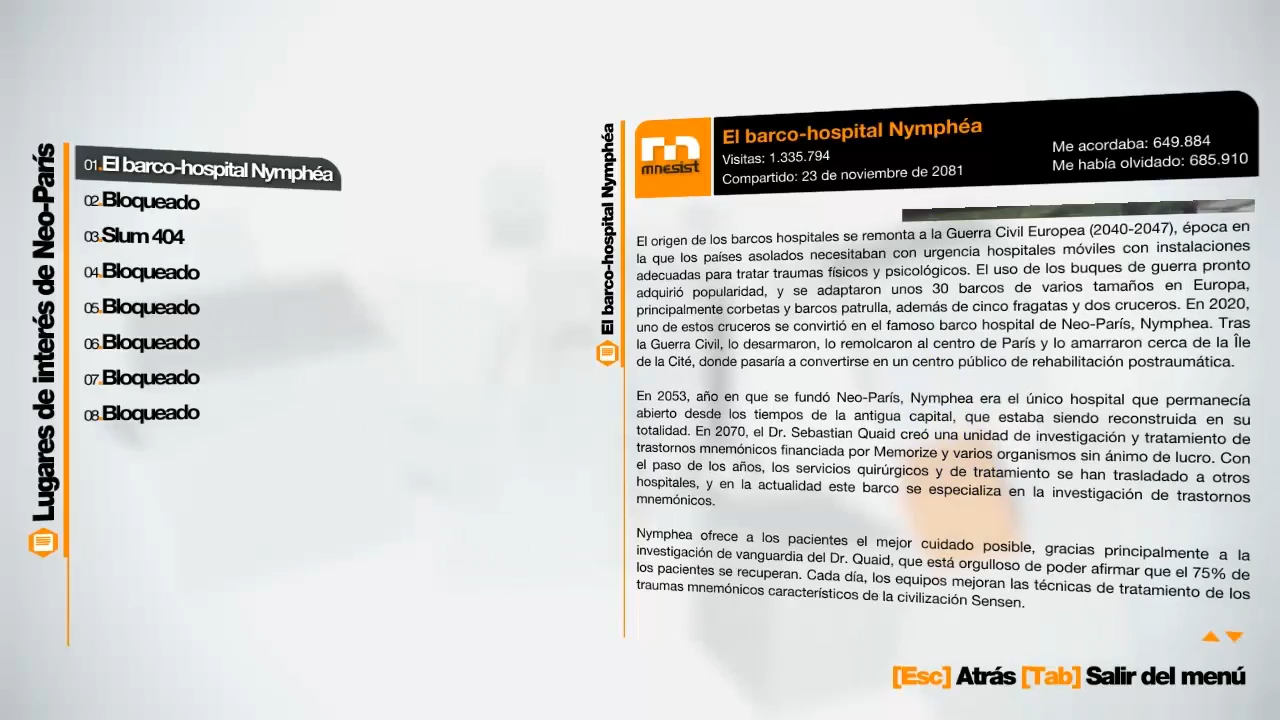 Lugares de interés de Neo-París
01.El barco-hospital Nymphéa
02.Bloqueado
03.Slum 404
04.Bloqueado
05.Bloqueado
06.Bloqueado
07.Bloqueado
08.Bloqueado
El barco-hospital Nymphéa
mnesist
El barco-hospital Nymphéa
Visitas: 1.335.794
Compartido: 23 de noviembre de 2081
Me acordaba: 649.884
Me había olvidado: 685.910
El origen de los barcos hospitales se remonta a la Guerra Civil Europea (2040-2047), época en
la que los países asolados necesitaban con urgencia hospitales móviles con instalaciones
adecuadas para tratar traumas físicos y psicológicos. El uso de los buques de guerra pronto
adquirió popularidad, y se adaptaron unos 30 barcos de varios tamaños en Europa,
principalmente corbetas y barcos patrulla, además de cinco fragatas y dos cruceros. En 2020,
uno de estos cruceros se convirtió en el famoso barco hospital de Neo-París, Nymphea. Tras
la Guerra Civil, lo desarmaron, lo remolcaron al centro de París y lo amarraron cerca de la Île
de la Cité, donde pasaría a convertirse en un centro público de rehabilitación postraumática.
En 2053, año en que se fundó Neo-París, Nymphea era el único hospital que permanecía
abierto desde los tiempos de la antigua capital, que estaba siendo reconstruida en su
totalidad. En 2070, el Dr. Sebastian Quaid creó una unidad de investigación y tratamiento de
trastornos mnemónicos financiada por Memorize y varios organismos sin ánimo de lucro. Con
el paso de los años, los servicios quirúrgicos y de tratamiento se han trasladado a otros
hospitales, y en la actualidad este barco se especializa en la investigación de trastornos
mnemónicos.
Nymphea ofrece a los pacientes el mejor cuidado posible, gracias principalmente a la
investigación de vanguardia del Dr. Quaid, que está orgulloso de poder afirmar que el 75% de
los pacientes se recuperan. Cada día, los equipos mejoran las técnicas de tratamiento de los
traumas mnemónicos característicos de la civilización Sensen.
[Esc] Atrás [Tab] Salir del menú